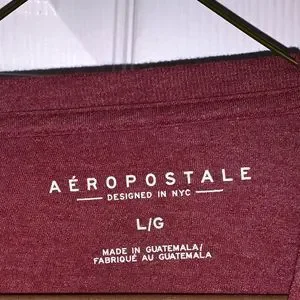 AÉROPOSTALE
DESIGNED IN NYC
L/G
MADE IN GUATEMALA/
FABRIQUÉ AU GUATEMALA